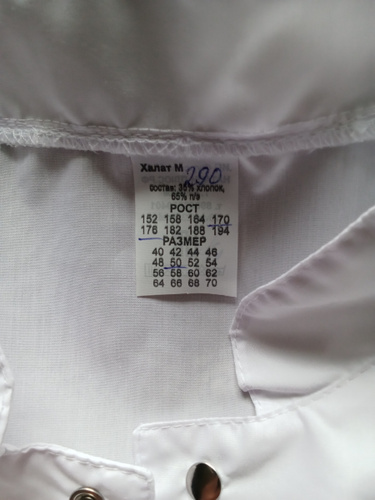 Халат М 290
состав: 35% хлопок,
65% п/э
РОСТ
152 158 164 170
176 182 188 194
РАЗМЕР
40 42 44 46
48 50 52 54
56 58 60 62
64 66 68 70